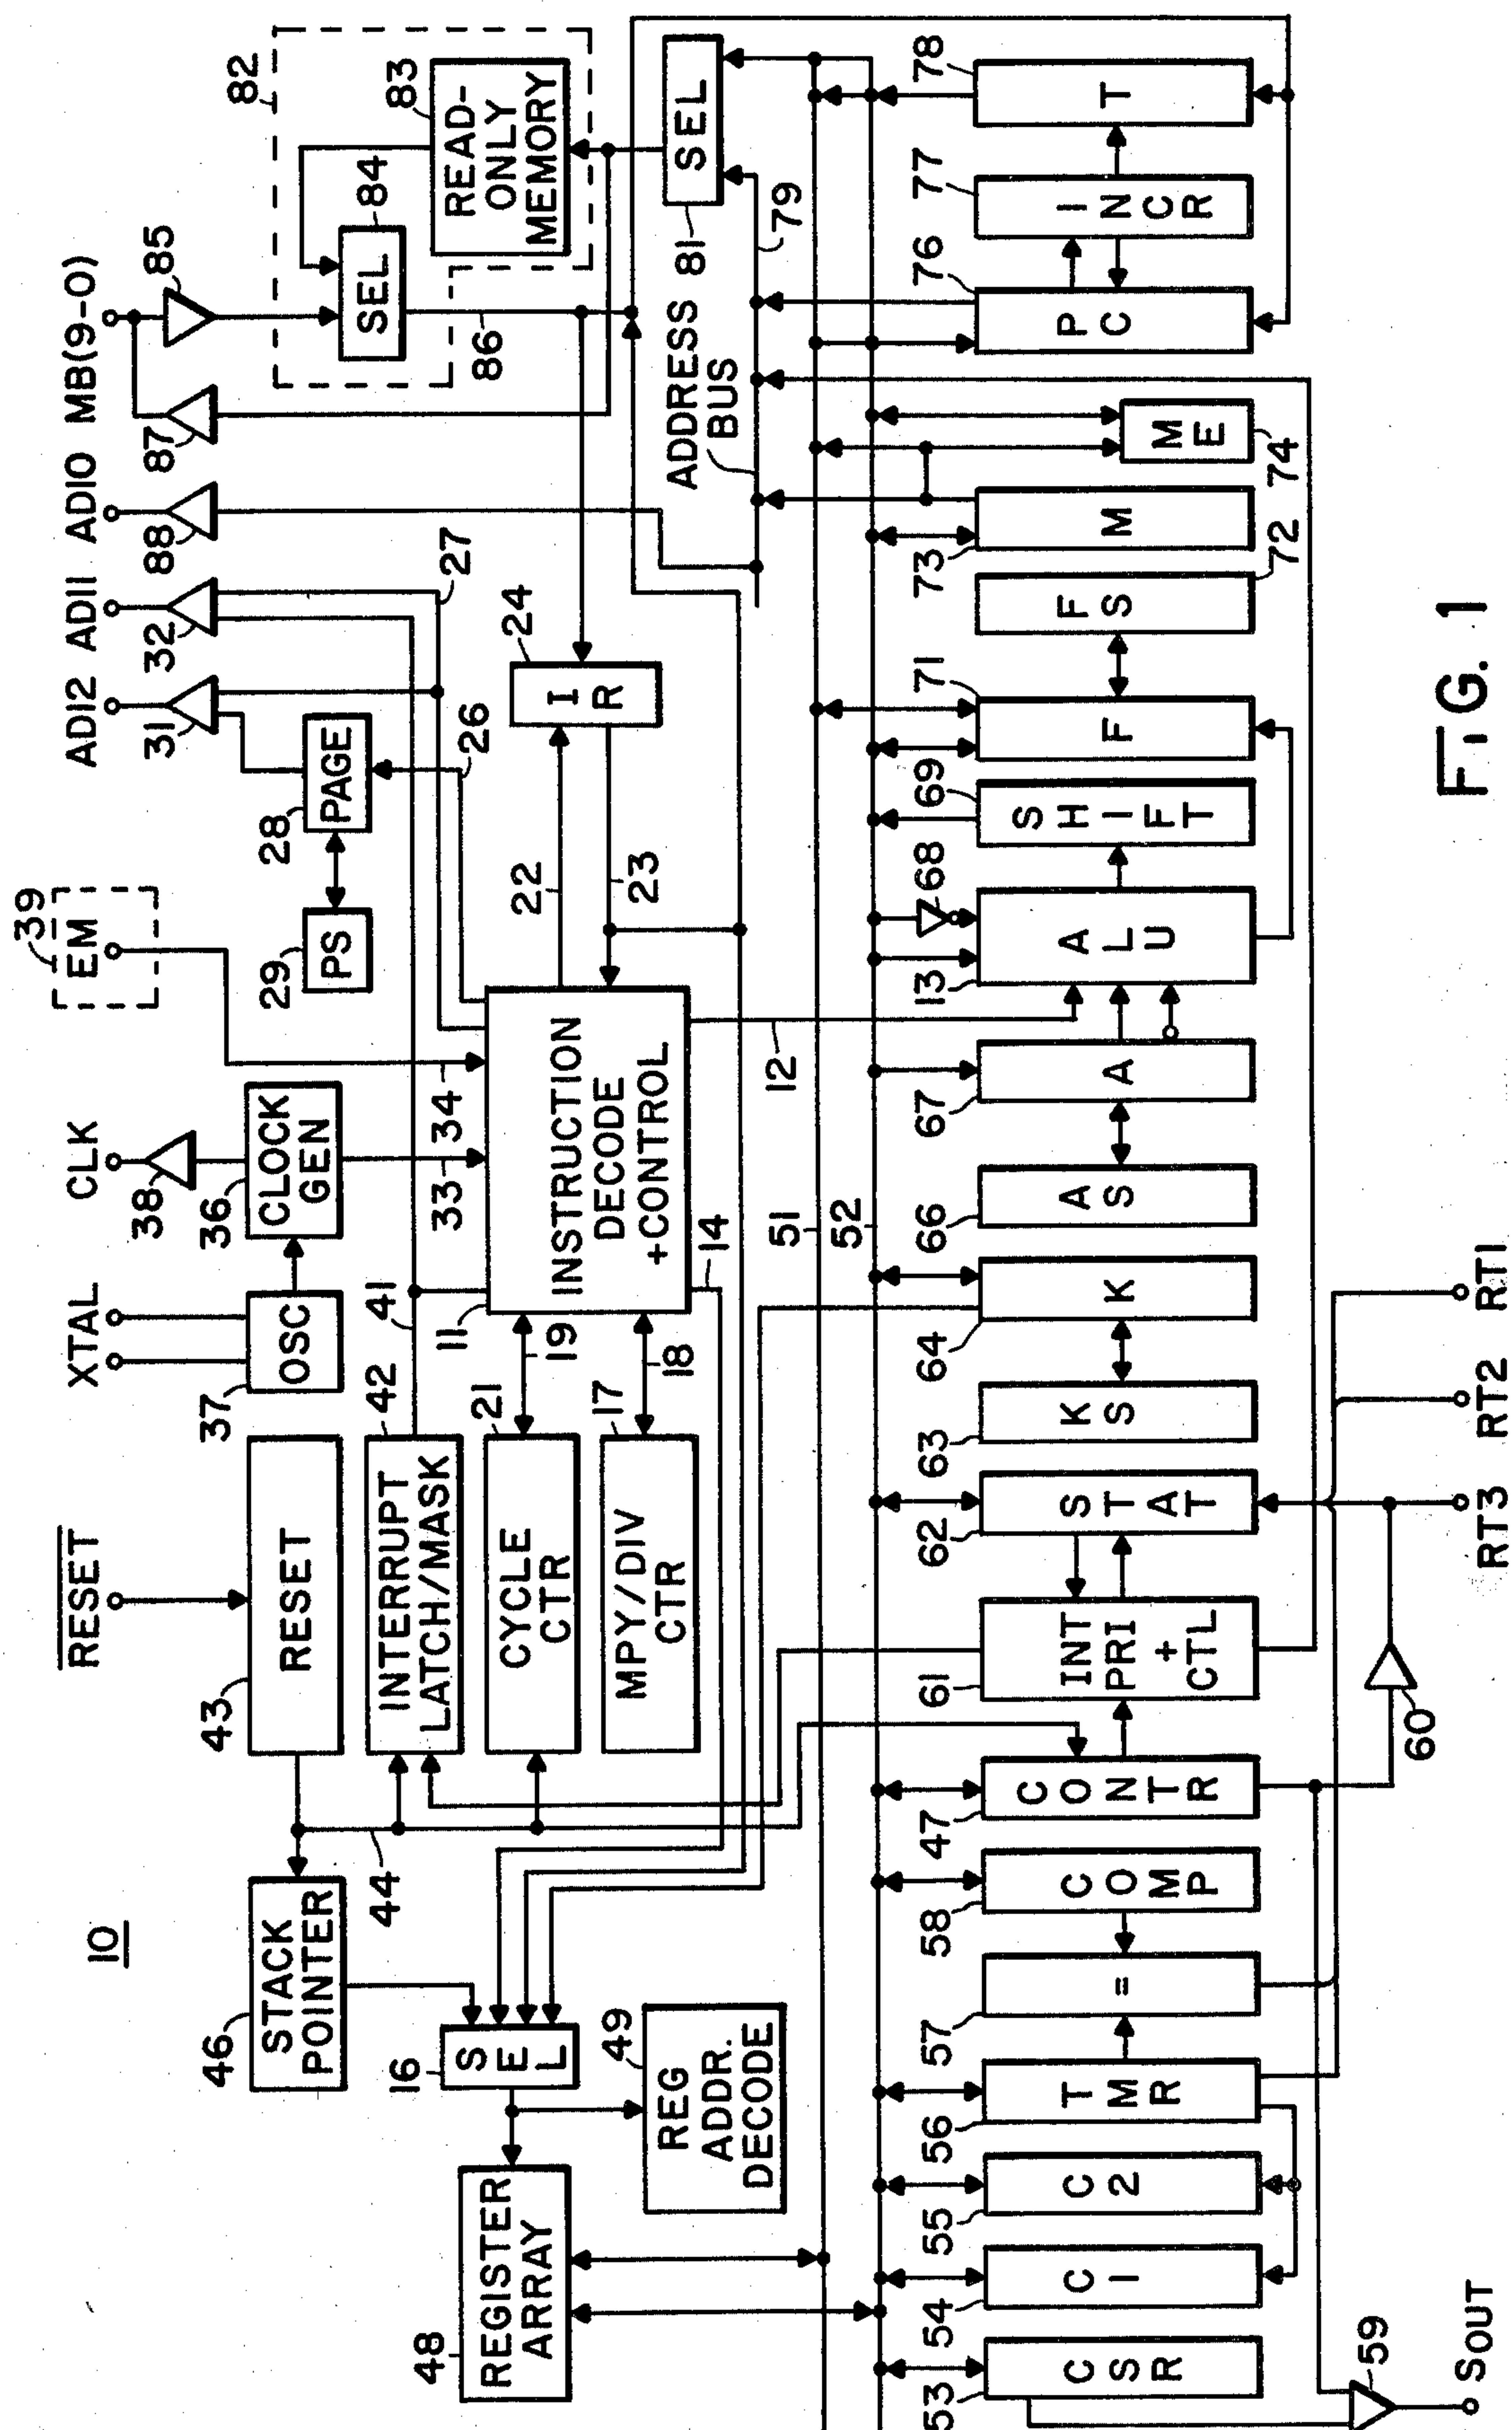 10
RESET
XTAL
CLK
EM
39
AD12
AD11
AD10
MB(9-0)
82
46
STACK
POINTER
43
RESET
37
OSC
36
CLOCK
GEN
38
29
PS
28
PAGE
31
32
88
87
85
SEL
84
83
READ-
ONLY
MEMORY
44
42
INTERRUPT
LATCH/MASK
41
33
34
26
27
86
16
SEL
21
CYCLE
CTR
19
11
INSTRUCTION
DECODE
+CONTROL
22
23
24
IR
48
REGISTER
ARRAY
49
REG
ADDR.
DECODE
17
MPY/DIV
CTR
18
14
12
ADDRESS
BUS
79
81
SEL
51
52
53
CSR
54
C1
55
C2
56
TMR
57
=
58
COMP
47
CONTR
61
INT
PRI
+
CTL
62
STAT
63
KS
64
K
66
AS
67
A
13
ALU
68
69
SHIFT
71
F
72
FS
73
M
74
ME
76
PC
77
INCR
78
T
59
SOUT
60
RT3
RT2
RT1
FIG. 1